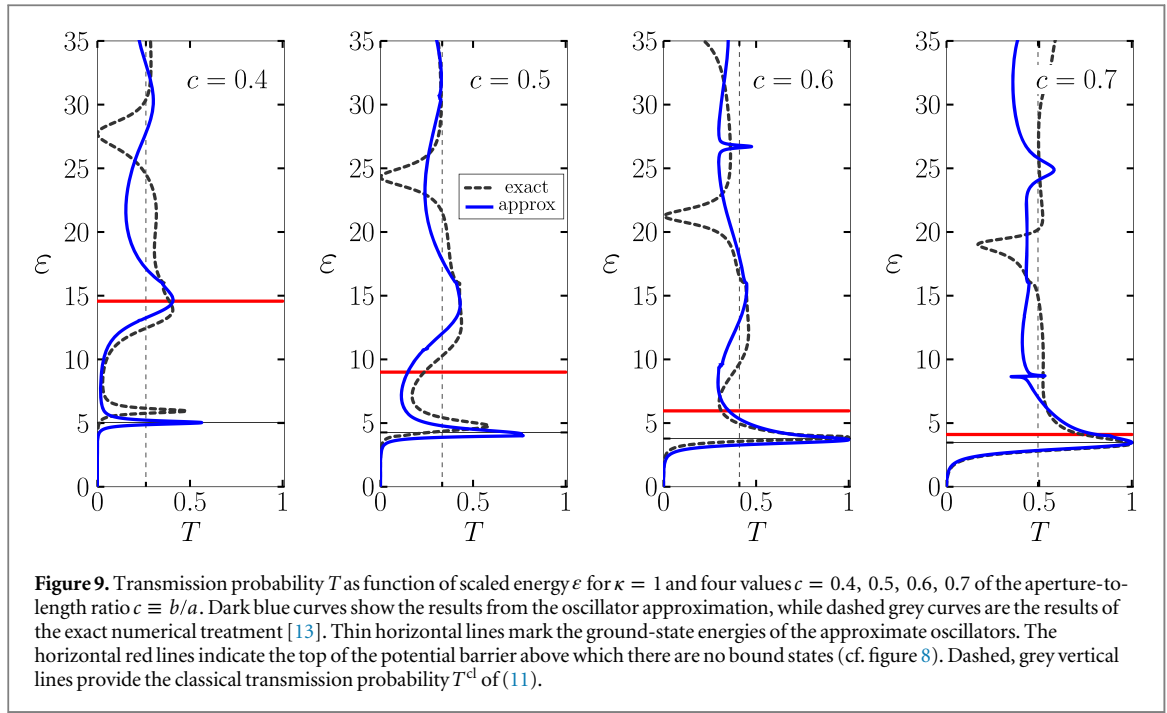 35
30
25
20
15
10
5
0
ε
c = 0.4
0
0.5
1
T
35
30
25
20
15
10
5
0
ε
c = 0.5
exact
approx
0
0.5
1
T
35
30
25
20
15
10
5
0
ε
c = 0.6
0
0.5
1
T
35
30
25
20
15
10
5
0
ε
c = 0.7
0
0.5
1
T
Figure 9. Transmission probability T as function of scaled energy ε for κ = 1 and four values c = 0.4, 0.5, 0.6, 0.7 of the aperture-to-
length ratio c ≡ b/a. Dark blue curves show the results from the oscillator approximation, while dashed grey curves are the results of
the exact numerical treatment [13]. Thin horizontal lines mark the ground-state energies of the approximate oscillators. The
horizontal red lines indicate the top of the potential barrier above which there are no bound states (cf. figure 8). Dashed, grey vertical
lines provide the classical transmission probability T^cl of (11).